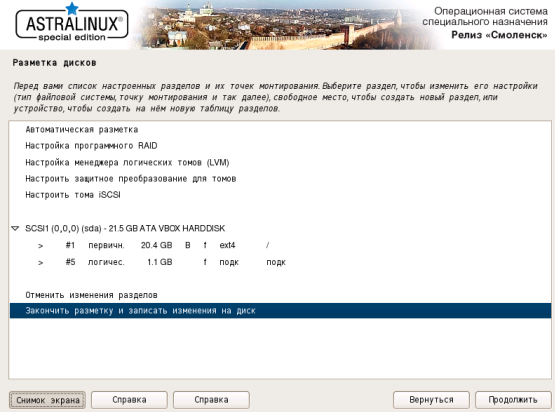 ASTRALINUX®
special edition
Операционная система
специального назначения
Релиз «Смоленск»
Разметка дисков
Перед вами список настроенных разделов и их точек монтирования. Выберите раздел, чтобы изменить его настройки
(тип файловой системы, точку монтирования и так далее), свободное место, чтобы создать новый раздел, или
устройство, чтобы создать на нём новую таблицу разделов.
Автоматическая разметка
Настройка программного RAID
Настройка менеджера логических томов (LVM)
Настроить защитное преобразование для томов
Настроить тома iSCSI
SCSI1 (0,0,0) (sda) - 21.5 GB ATA VBOX HARDDISK
> #1 первичн. 20.4 GB B f ext4 /
> #5 логичес. 1.1 GB f подк подк
Отменить изменения разделов
Закончить разметку и записать изменения на диск
Снимок экрана Справка Справка Вернуться Продолжить